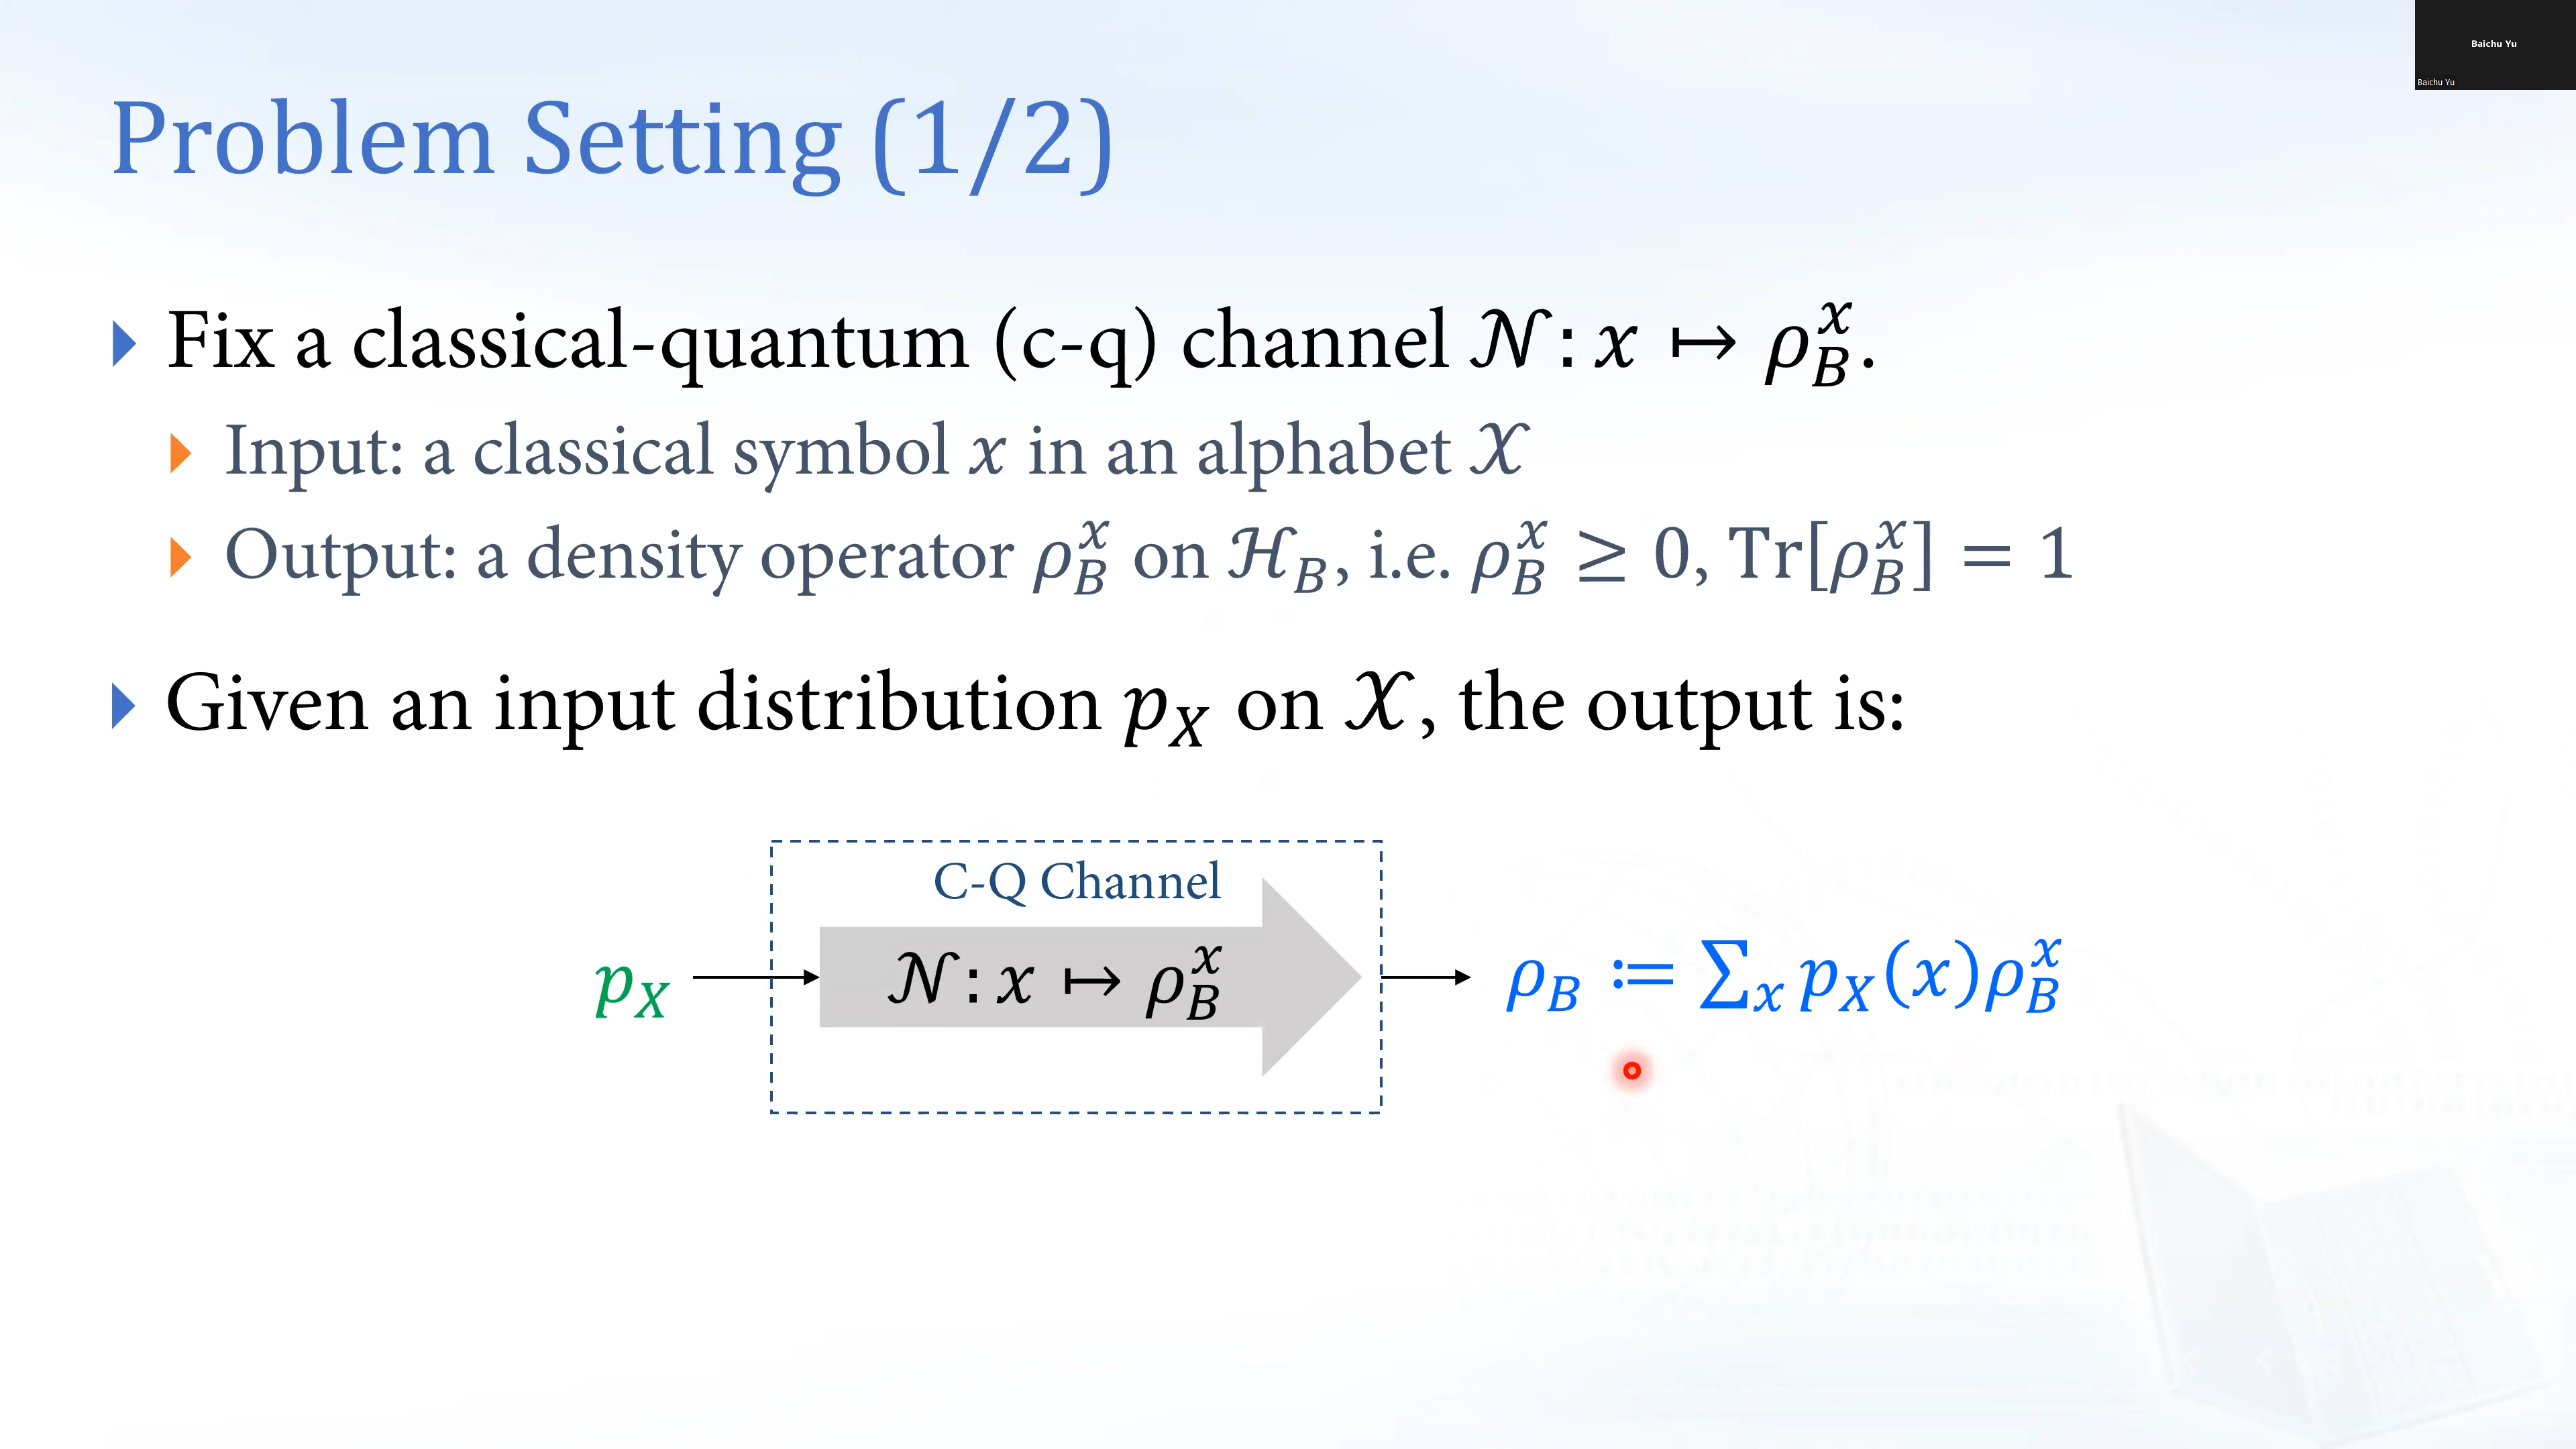 Baichu Yu
Baichu Yu
Problem Setting (1/2)
Fix a classical-quantum (c-q) channel 𝒩: x ↦ ρ_B^x.
Input: a classical symbol x in an alphabet 𝒳
Output: a density operator ρ_B^x on ℋ_B, i.e. ρ_B^x ≥ 0, Tr[ρ_B^x] = 1
Given an input distribution p_X on 𝒳, the output is:
C-Q Channel
p_X
𝒩: x ↦ ρ_B^x
ρ_B ≔ ∑_x p_X(x)ρ_B^x